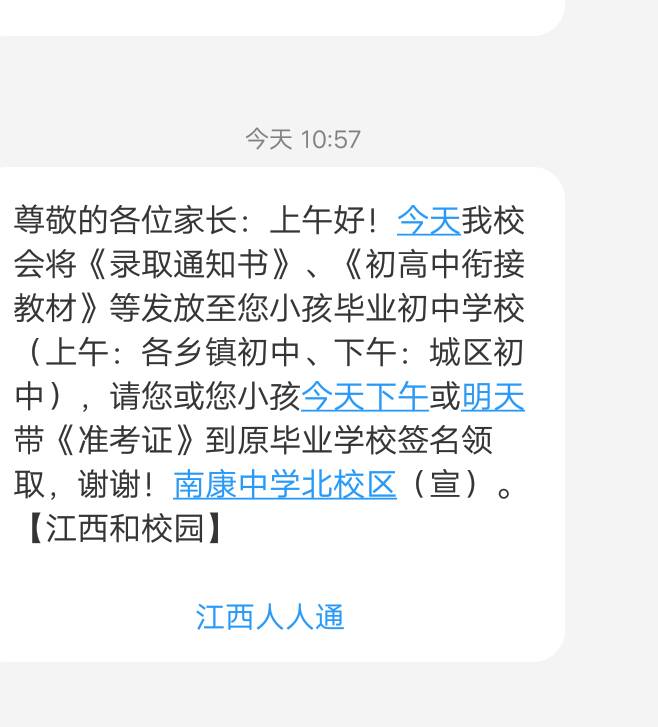 今天 10:57
尊敬的各位家长：上午好！今天我校
会将《录取通知书》、《初高中衔接
教材》等发放至您小孩毕业初中学校
（上午：各乡镇初中、下午：城区初
中），请您或您小孩今天下午或明天
带《准考证》到原毕业学校签名领
取，谢谢！南康中学北校区（宣）。
【江西和校园】
江西人人通